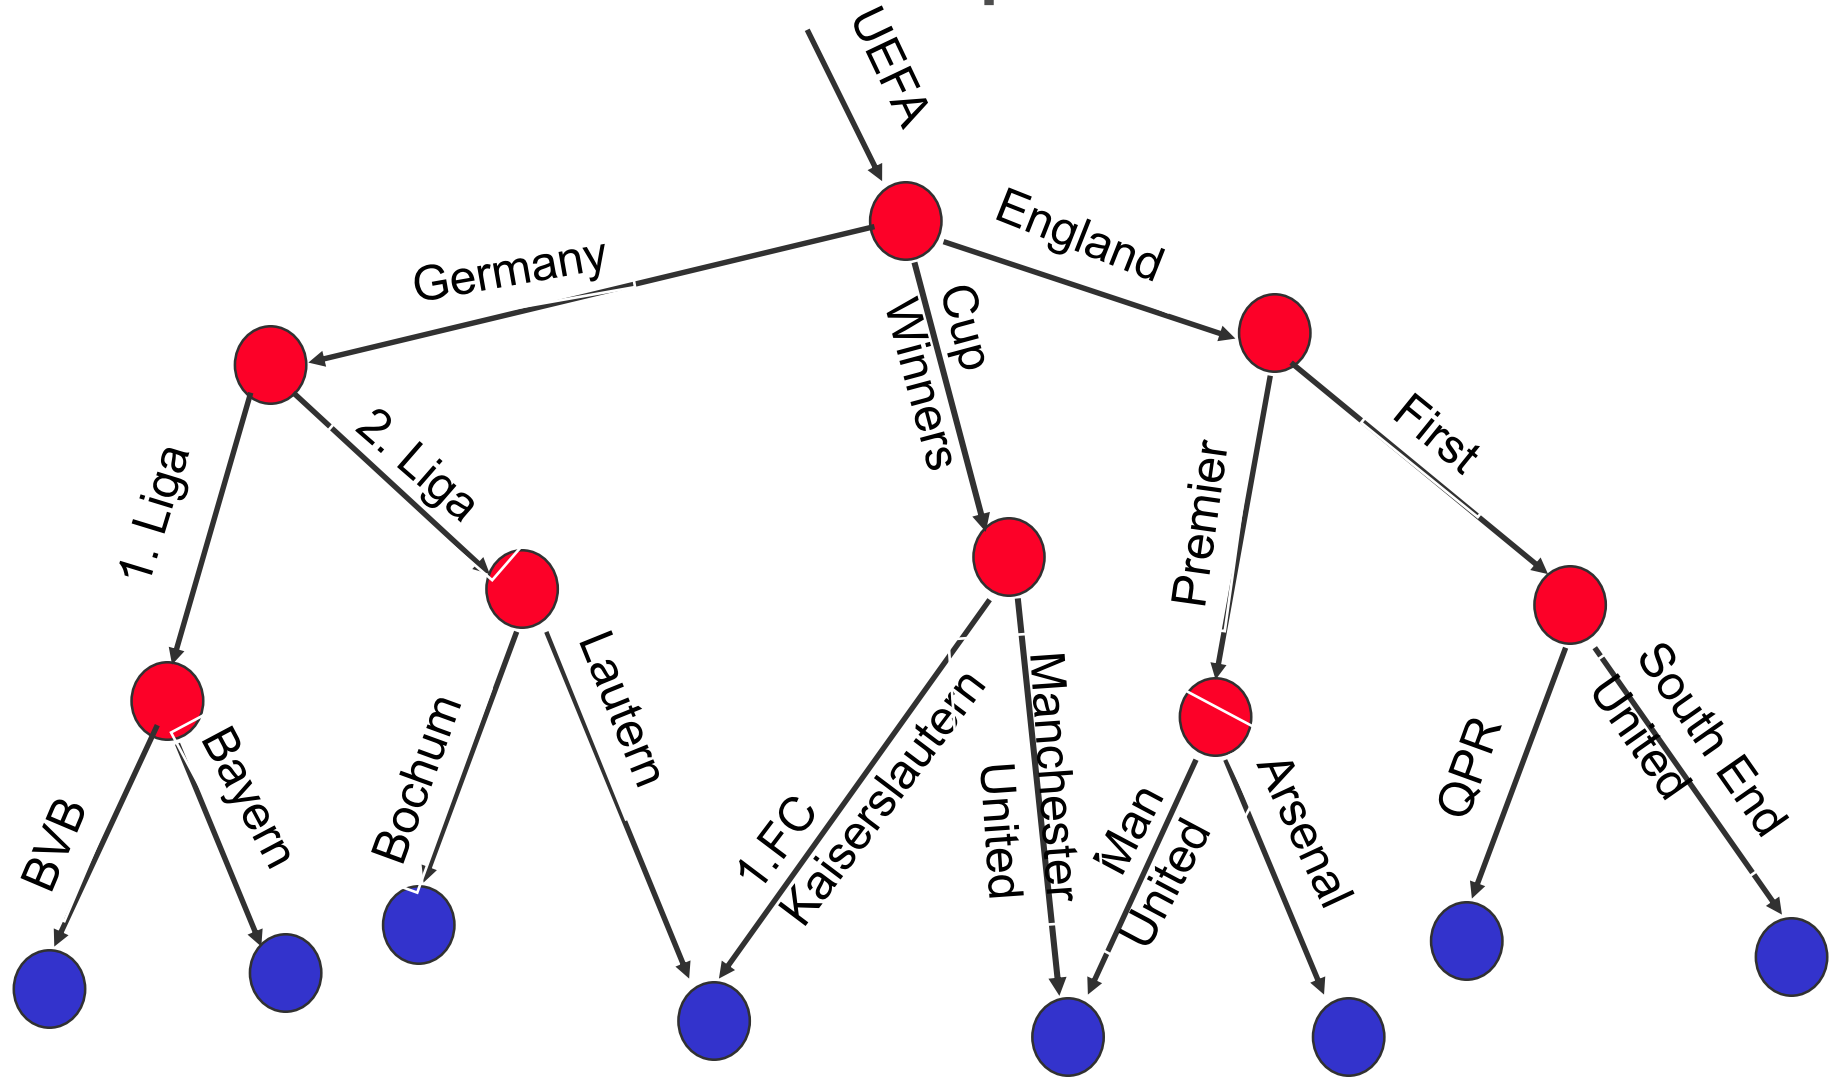 UEFA
England
Germany
Cup
Winners
First
2. Liga
1. Liga
Premier
Lautern
South End
United
Manchester
United
1.FC
Kaiserslautern
Bochum
Bayern
BVB
QPR
Man
United
Arsenal